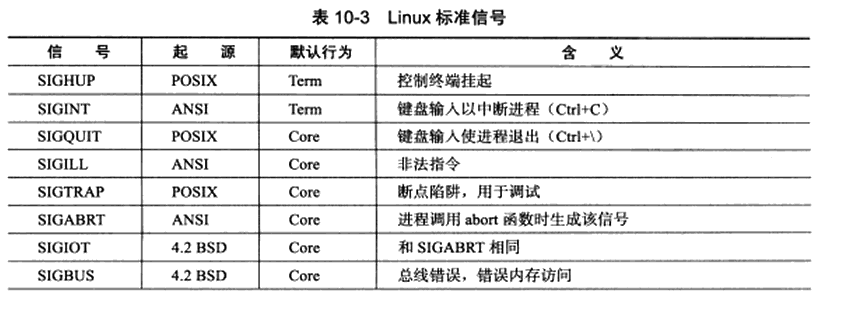 表 10-3 Linux 标准信号
信 号 起 源 默认行为 含 义
SIGHUP POSIX Term 控制终端挂起
SIGINT ANSI Term 键盘输入以中断进程（Ctrl+C）
SIGQUIT POSIX Core 键盘输入使进程退出（Ctrl+\）
SIGILL ANSI Core 非法指令
SIGTRAP POSIX Core 断点陷阱，用于调试
SIGABRT ANSI Core 进程调用 abort 函数时生成该信号
SIGIOT 4.2 BSD Core 和 SIGABRT 相同
SIGBUS 4.2 BSD Core 总线错误，错误内存访问